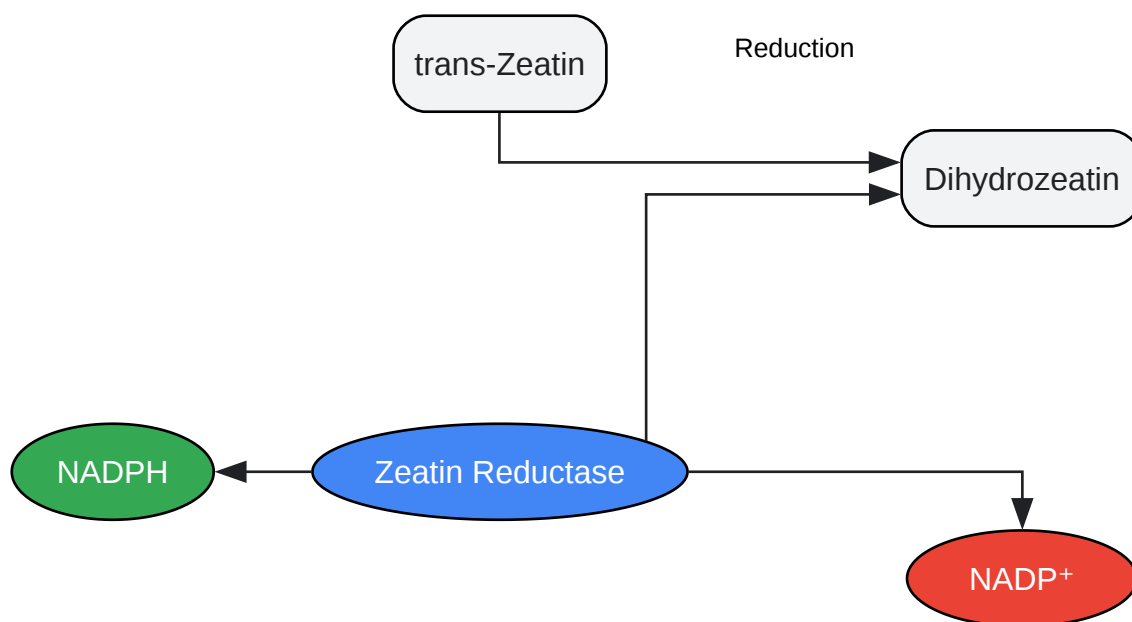 trans-Zeatin
Reduction
Dihydrozeatin
NADPH
Zeatin Reductase
NADP⁺